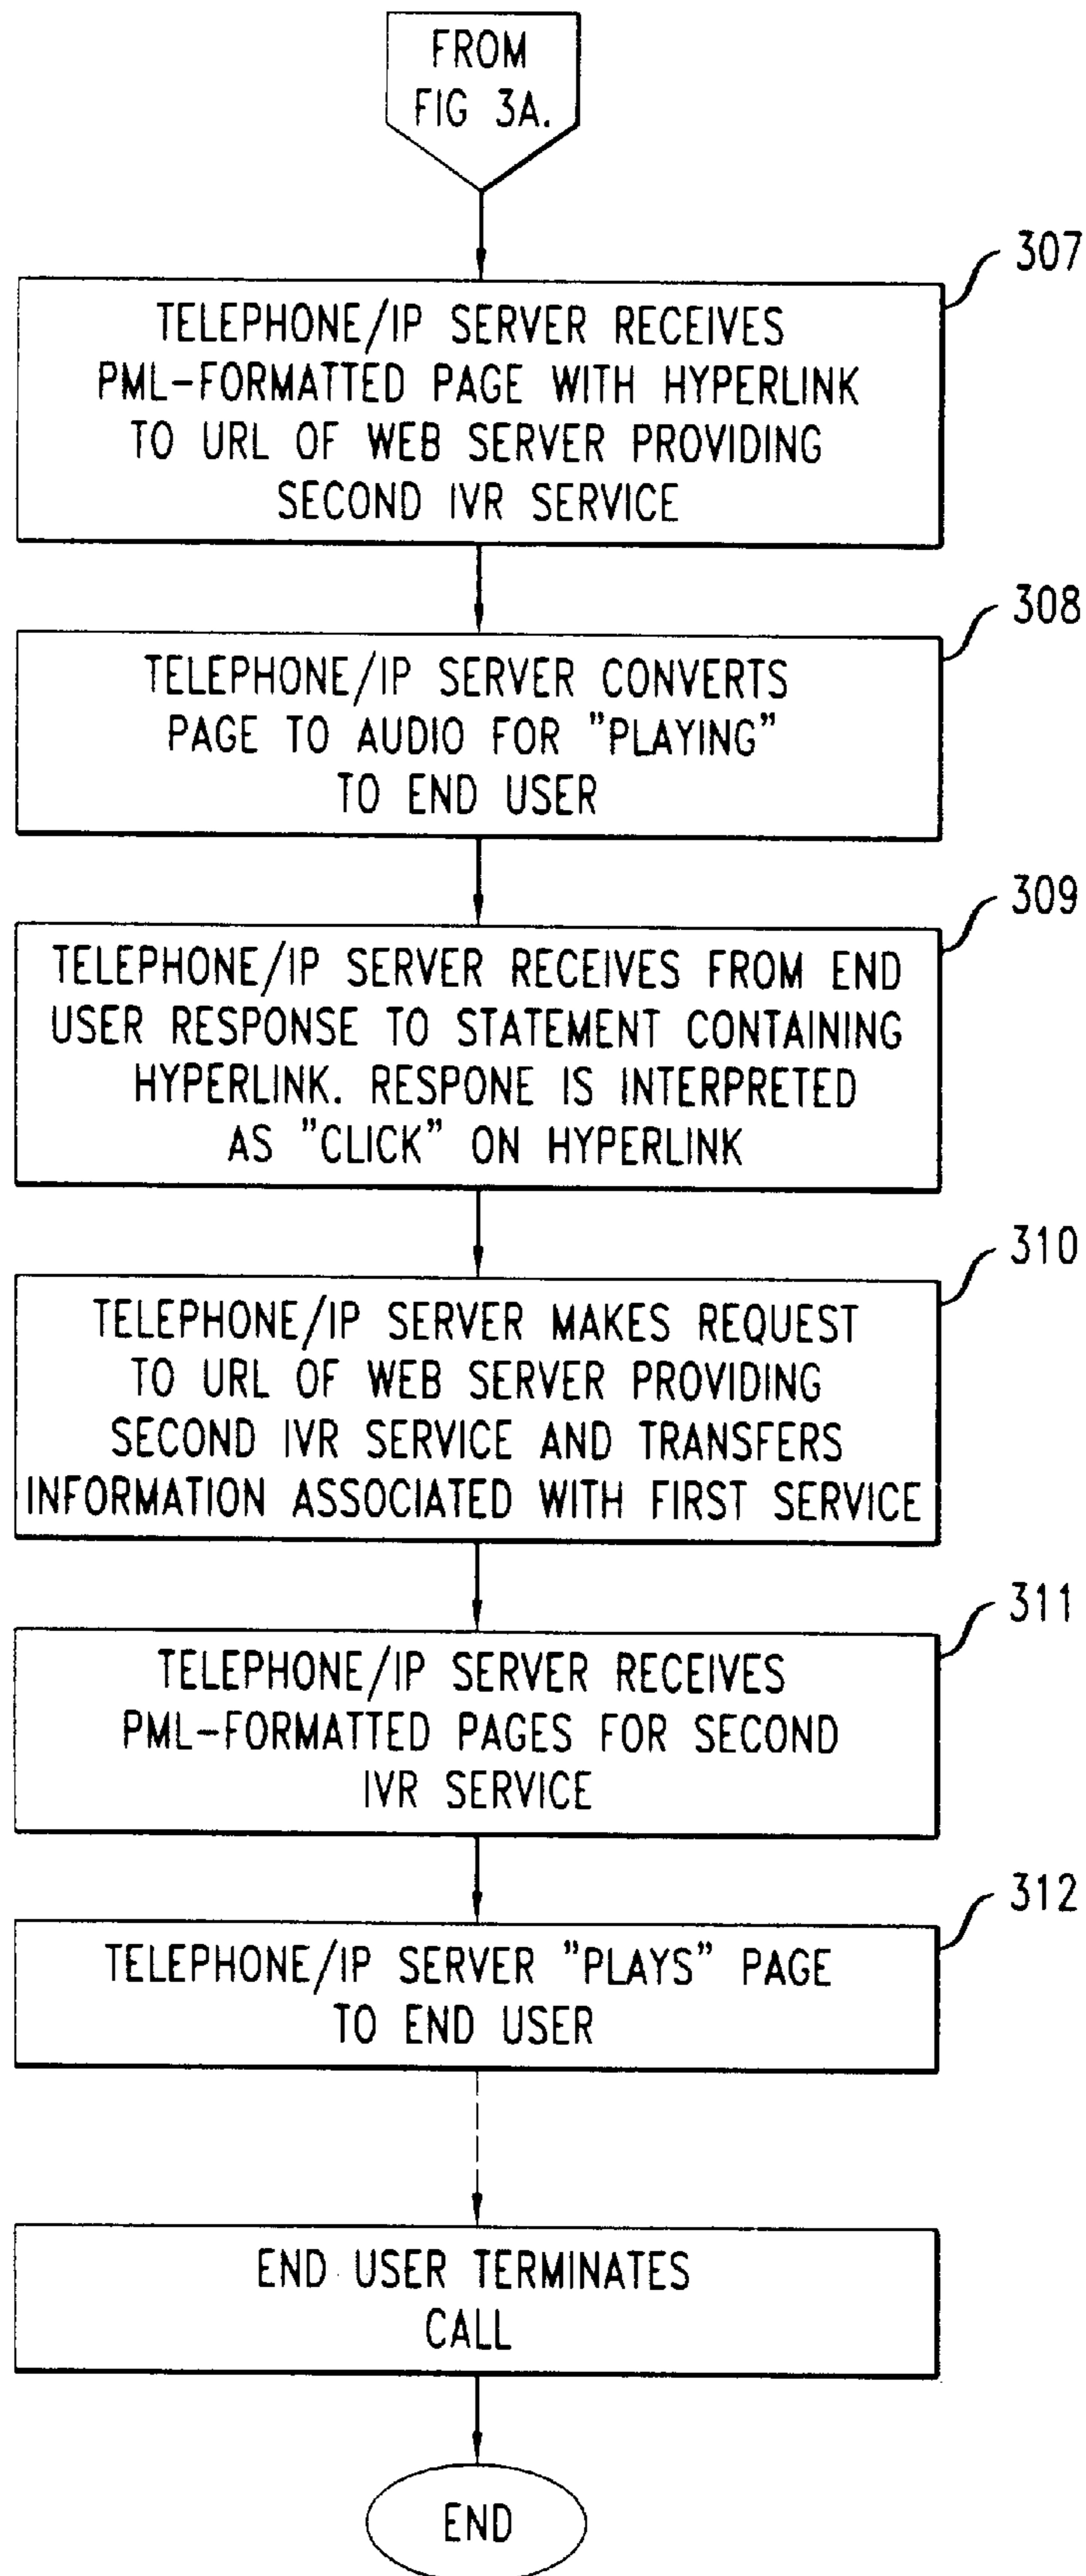 FROM
FIG 3A.
307
TELEPHONE/IP SERVER RECEIVES
PML-FORMATTED PAGE WITH HYPERLINK
TO URL OF WEB SERVER PROVIDING
SECOND IVR SERVICE
308
TELEPHONE/IP SERVER CONVERTS
PAGE TO AUDIO FOR "PLAYING"
TO END USER
309
TELEPHONE/IP SERVER RECEIVES FROM END
USER RESPONSE TO STATEMENT CONTAINING
HYPERLINK. RESPONE IS INTERPRETED
AS "CLICK" ON HYPERLINK
310
TELEPHONE/IP SERVER MAKES REQUEST
TO URL OF WEB SERVER PROVIDING
SECOND IVR SERVICE AND TRANSFERS
INFORMATION ASSOCIATED WITH FIRST SERVICE
311
TELEPHONE/IP SERVER RECEIVES
PML-FORMATTED PAGES FOR SECOND
IVR SERVICE
312
TELEPHONE/IP SERVER "PLAYS" PAGE
TO END USER
END USER TERMINATES
CALL
END